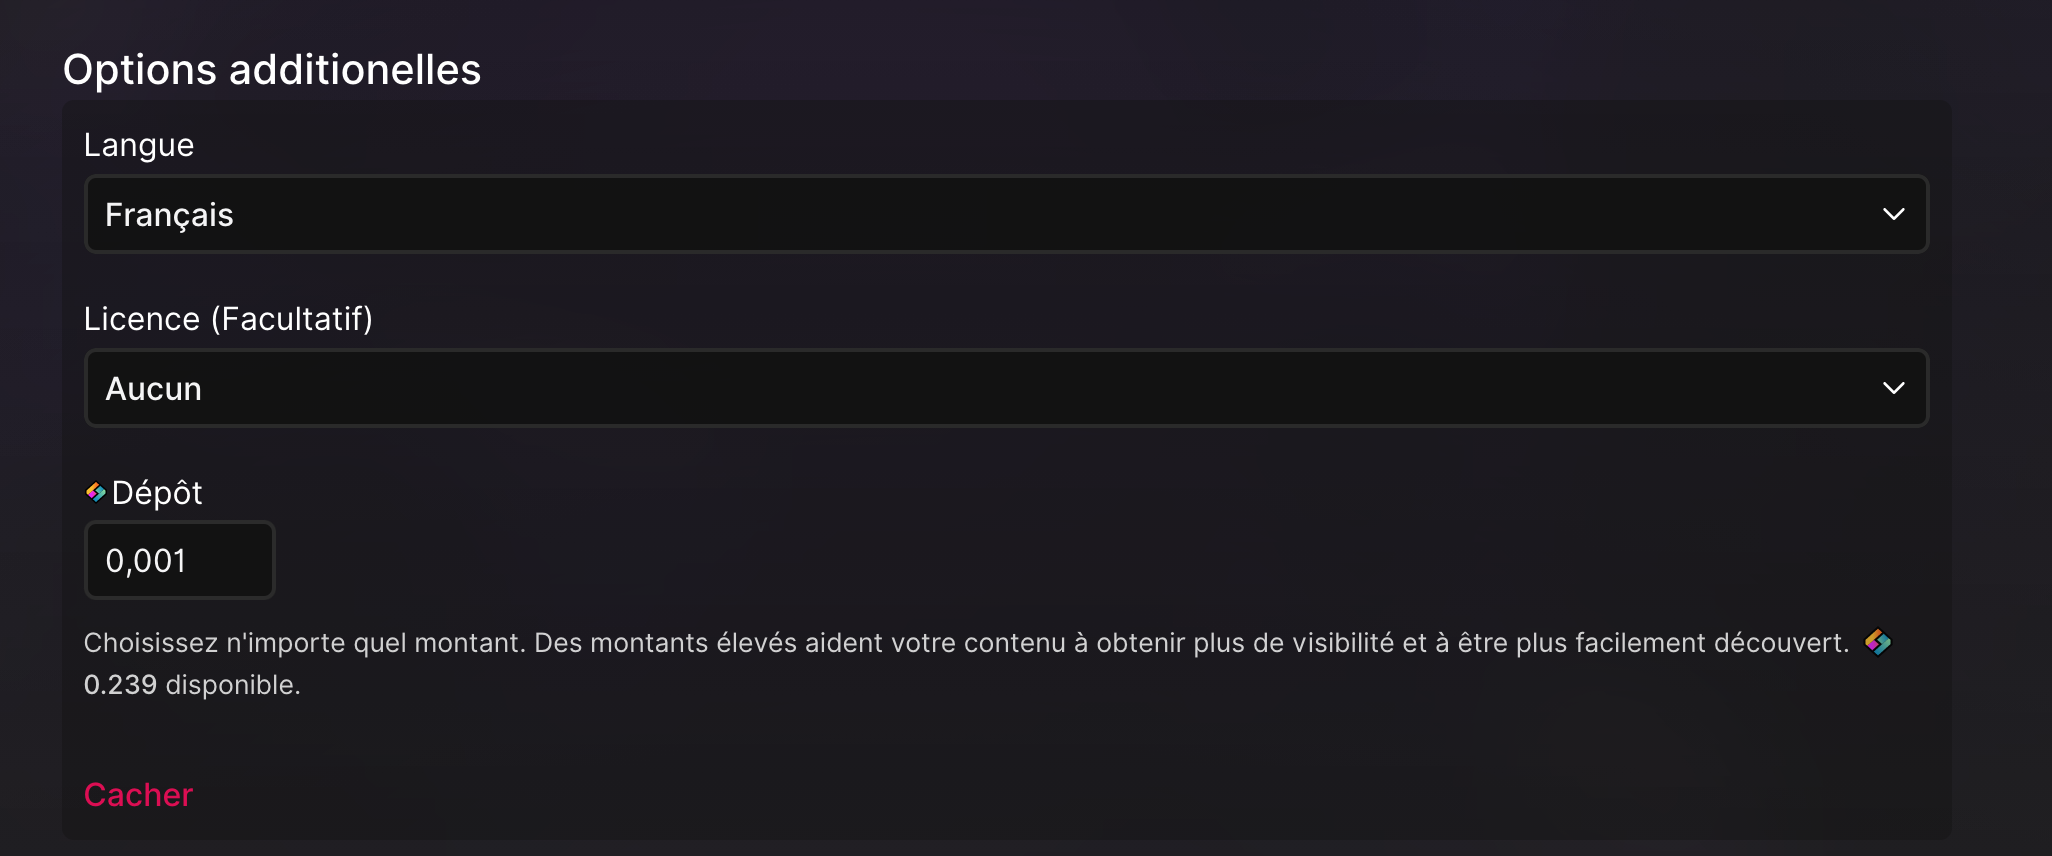 Options additionelles
Langue
Français
Licence (Facultatif)
Aucun
Dépôt
0,001
Choisissez n'importe quel montant. Des montants élevés aident votre contenu à obtenir plus de visibilité et à être plus facilement découvert.
0.239 disponible.
Cacher